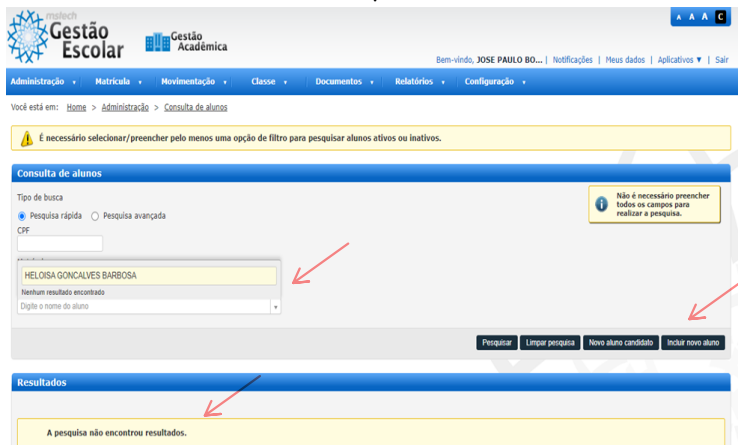 mstech
Gestão
Escolar
Gestão
Acadêmica
A A A C
Bem-vindo, JOSE PAULO BO... | Notificações | Meus dados | Aplicativos ▼ | Sair
Administração Matrícula Movimentação Classe Documentos Relatórios Configuração
Você está em: Home > Administração > Consulta de alunos
É necessário selecionar/preencher pelo menos uma opção de filtro para pesquisar alunos ativos ou inativos.
Consulta de alunos
Tipo de busca
Pesquisa rápida Pesquisa avançada
Não é necessário preencher
todos os campos para
realizar a pesquisa.
CPF
HELOISA GONCALVES BARBOSA
Nenhum resultado encontrado
Digite o nome do aluno
Pesquisar Limpar pesquisa Novo aluno candidato Incluir novo aluno
Resultados
A pesquisa não encontrou resultados.